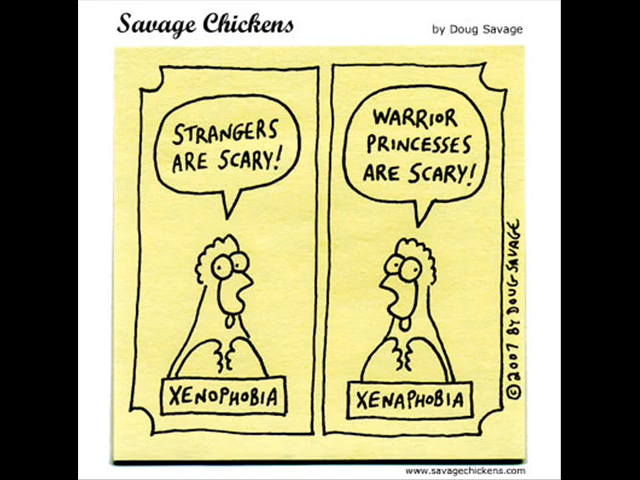 Savage Chickens
by Doug Savage
STRANGERS
ARE SCARY!
XENOPHOBIA
WARRIOR
PRINCESSES
ARE SCARY!
XENAPHOBIA
©2007 BY DOUG SAVAGE
www.savagechickens.com